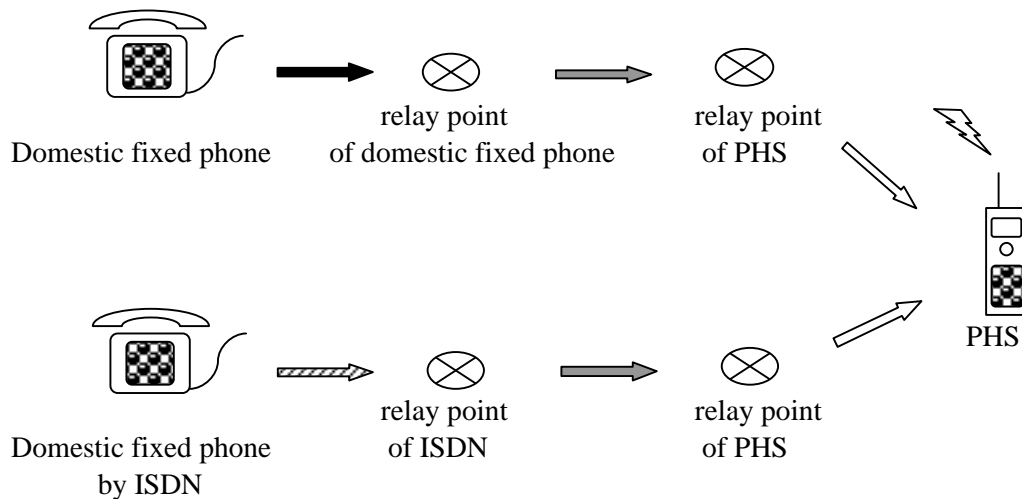 Domestic fixed phone
relay point
of domestic fixed phone
relay point
of PHS
PHS
Domestic fixed phone
by ISDN
relay point
of ISDN
relay point
of PHS